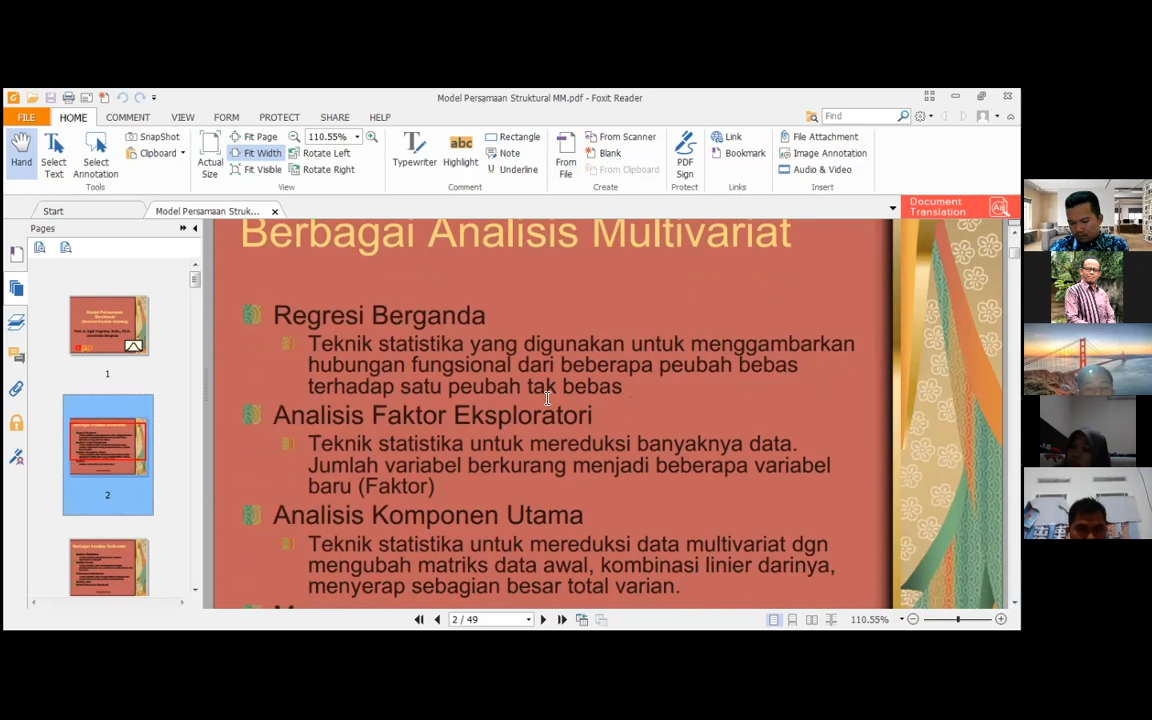 Model Persamaan Struktural MM.pdf - Foxit Reader
FILE HOME COMMENT VIEW FORM PROTECT SHARE HELP
Find
Hand
Select Text
Select Annotation
SnapShot
Clipboard
Tools
Actual Size
Fit Page
Fit Width
Fit Visible
110.55%
Rotate Left
Rotate Right
View
Typewriter
Highlight
Rectangle
Note
Underline
Comment
From File
From Scanner
Blank
From Clipboard
Create
PDF Sign
Protect
Link
Bookmark
Links
File Attachment
Image Annotation
Audio & Video
Insert
Start
Model Persamaan Struk...
Document
Translation
Pages
1
2
Berbagai Analisis Multivariat
Regresi Berganda
Teknik statistika yang digunakan untuk menggambarkan
hubungan fungsional dari beberapa peubah bebas
terhadap satu peubah tak bebas
Analisis Faktor Eksploratori
Teknik statistika untuk mereduksi banyaknya data.
Jumlah variabel berkurang menjadi beberapa variabel
baru (Faktor)
Analisis Komponen Utama
Teknik statistika untuk mereduksi data multivariat dgn
mengubah matriks data awal, kombinasi linier darinya,
menyerap sebagian besar total varian.
2 / 49
110.55%